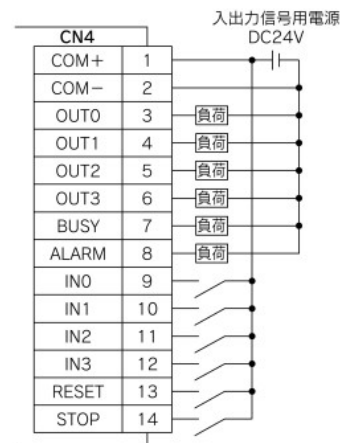 入出力信号用電源
CN4 DC24V
COM+ 1
COM− 2
OUT0 3 負荷
OUT1 4 負荷
OUT2 5 負荷
OUT3 6 負荷
BUSY 7 負荷
ALARM 8 負荷
IN0 9
IN1 10
IN2 11
IN3 12
RESET 13
STOP 14